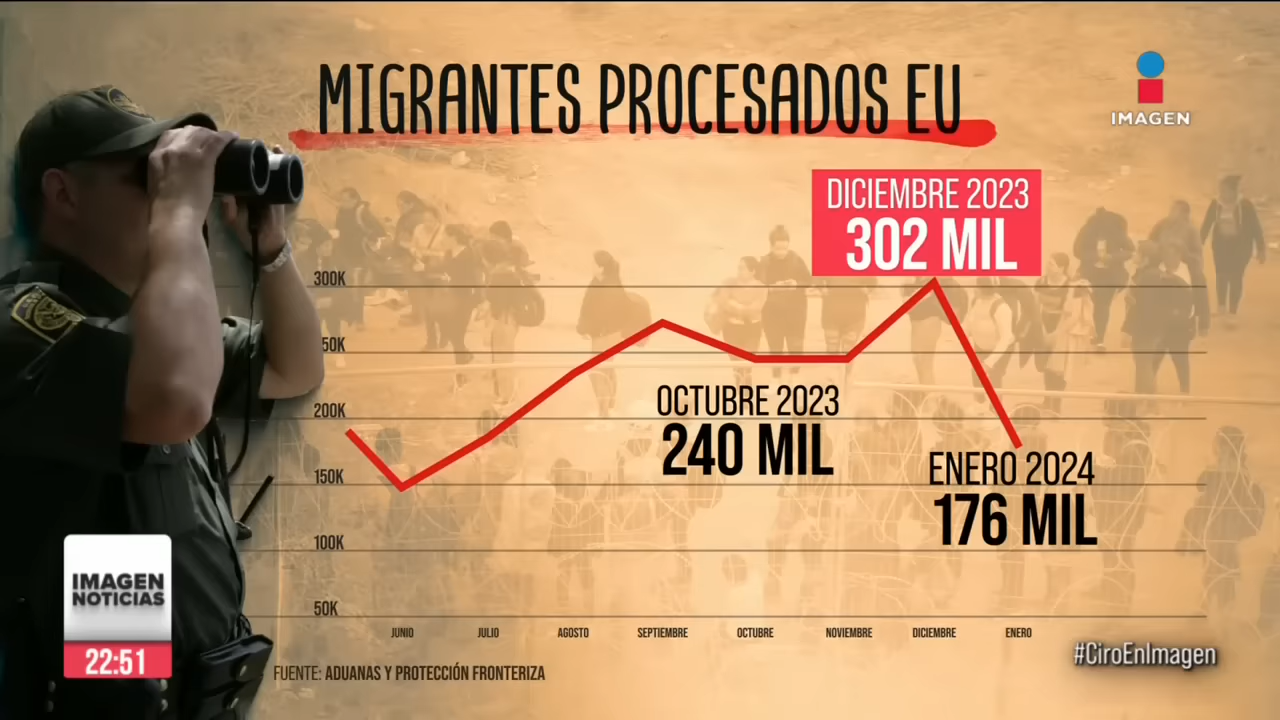 MIGRANTES PROCESADOS EU
IMAGEN
DICIEMBRE 2023
302 MIL
300K
50K
OCTUBRE 2023
240 MIL
200K
ENERO 2024
176 MIL
150K
100K
50K
JUNIO JULIO AGOSTO SEPTIEMBRE OCTUBRE NOVIEMBRE DICIEMBRE ENERO
FUENTE: ADUANAS Y PROTECCIÓN FRONTERIZA
IMAGEN
NOTICIAS
22:51
#CiroEnImagen